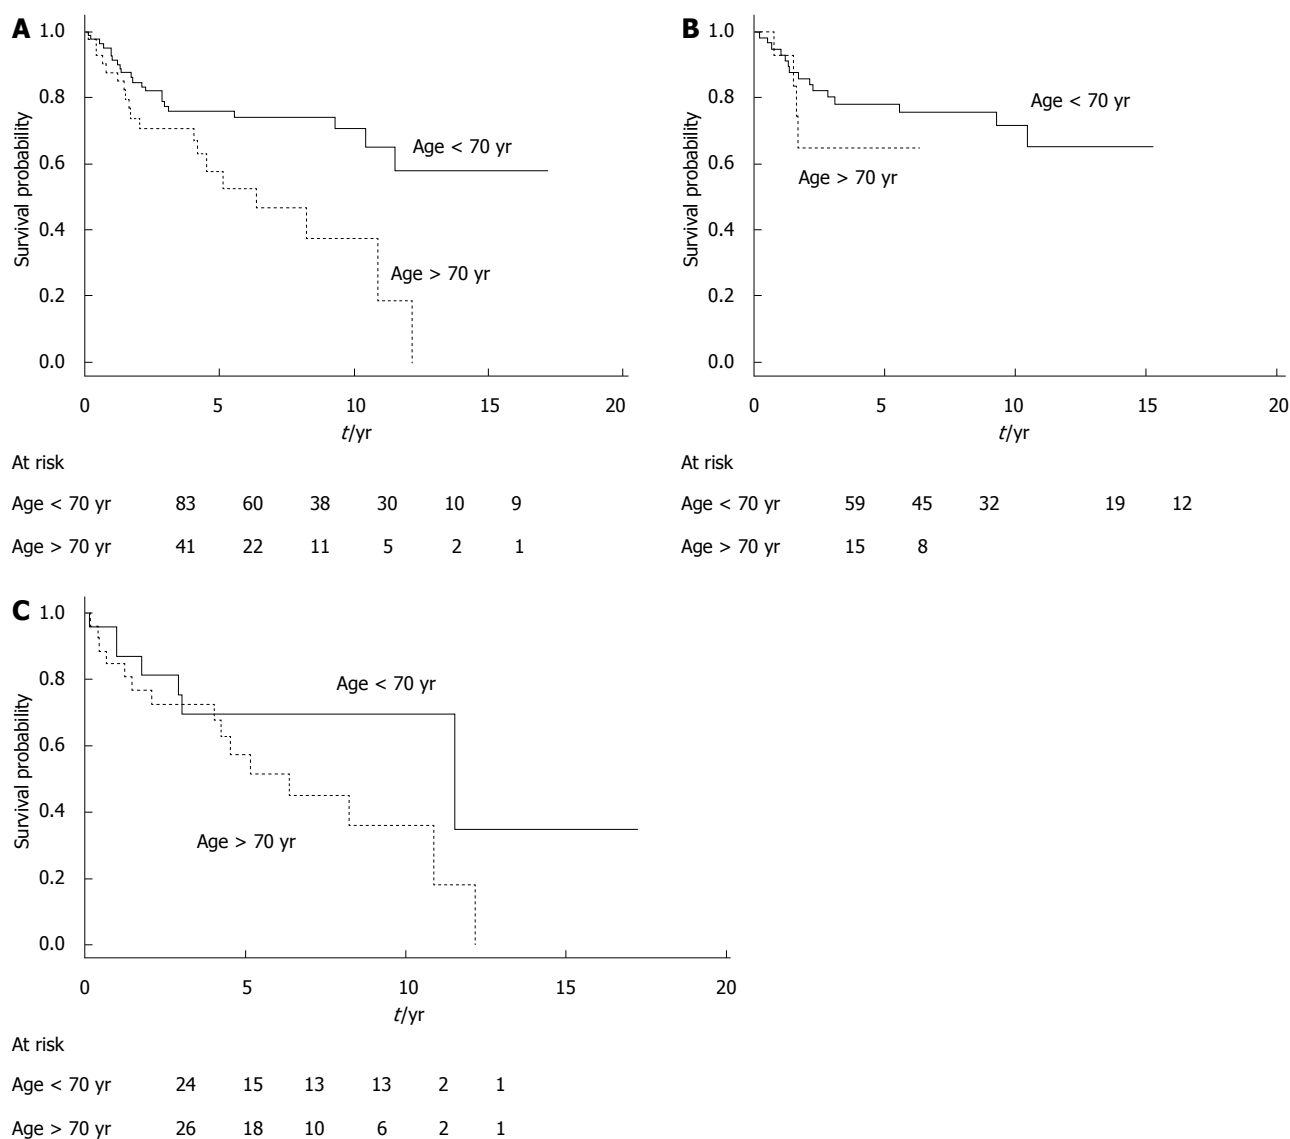 A
1.0
0.8
0.6
0.4
0.2
0.0
Survival probability
Age < 70 yr
Age > 70 yr
0 5 10 15 20
t/yr
At risk
Age < 70 yr 83 60 38 30 10 9
Age > 70 yr 41 22 11 5 2 1
B
1.0
0.8
0.6
0.4
0.2
0.0
Survival probability
Age < 70 yr
Age > 70 yr
0 5 10 15 20
t/yr
At risk
Age < 70 yr 59 45 32 19 12
Age > 70 yr 15 8
C
1.0
0.8
0.6
0.4
0.2
0.0
Survival probability
Age < 70 yr
Age > 70 yr
0 5 10 15 20
t/yr
At risk
Age < 70 yr 24 15 13 13 2 1
Age > 70 yr 26 18 10 6 2 1